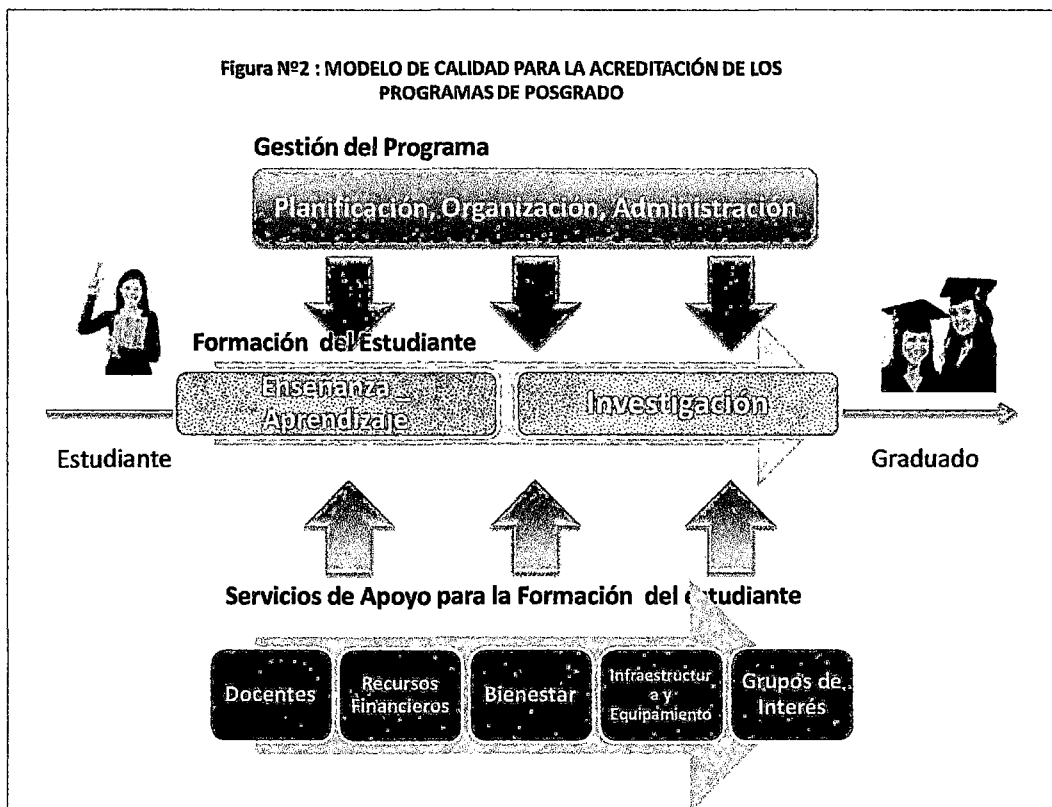 Figura Nº2 : MODELO DE CALIDAD PARA LA ACREDITACIÓN DE LOS
PROGRAMAS DE POSGRADO
Gestión del Programa
Planificación, Organización, Administración
Formación del Estudiante
Enseñanza _
Aprendizaje
Investigación
Estudiante
Graduado
Servicios de Apoyo para la Formación del estudiante
Docentes
Recursos
Financieros
Bienestar
Infraestructur
a y
Equipamiento
Grupos de
Interés